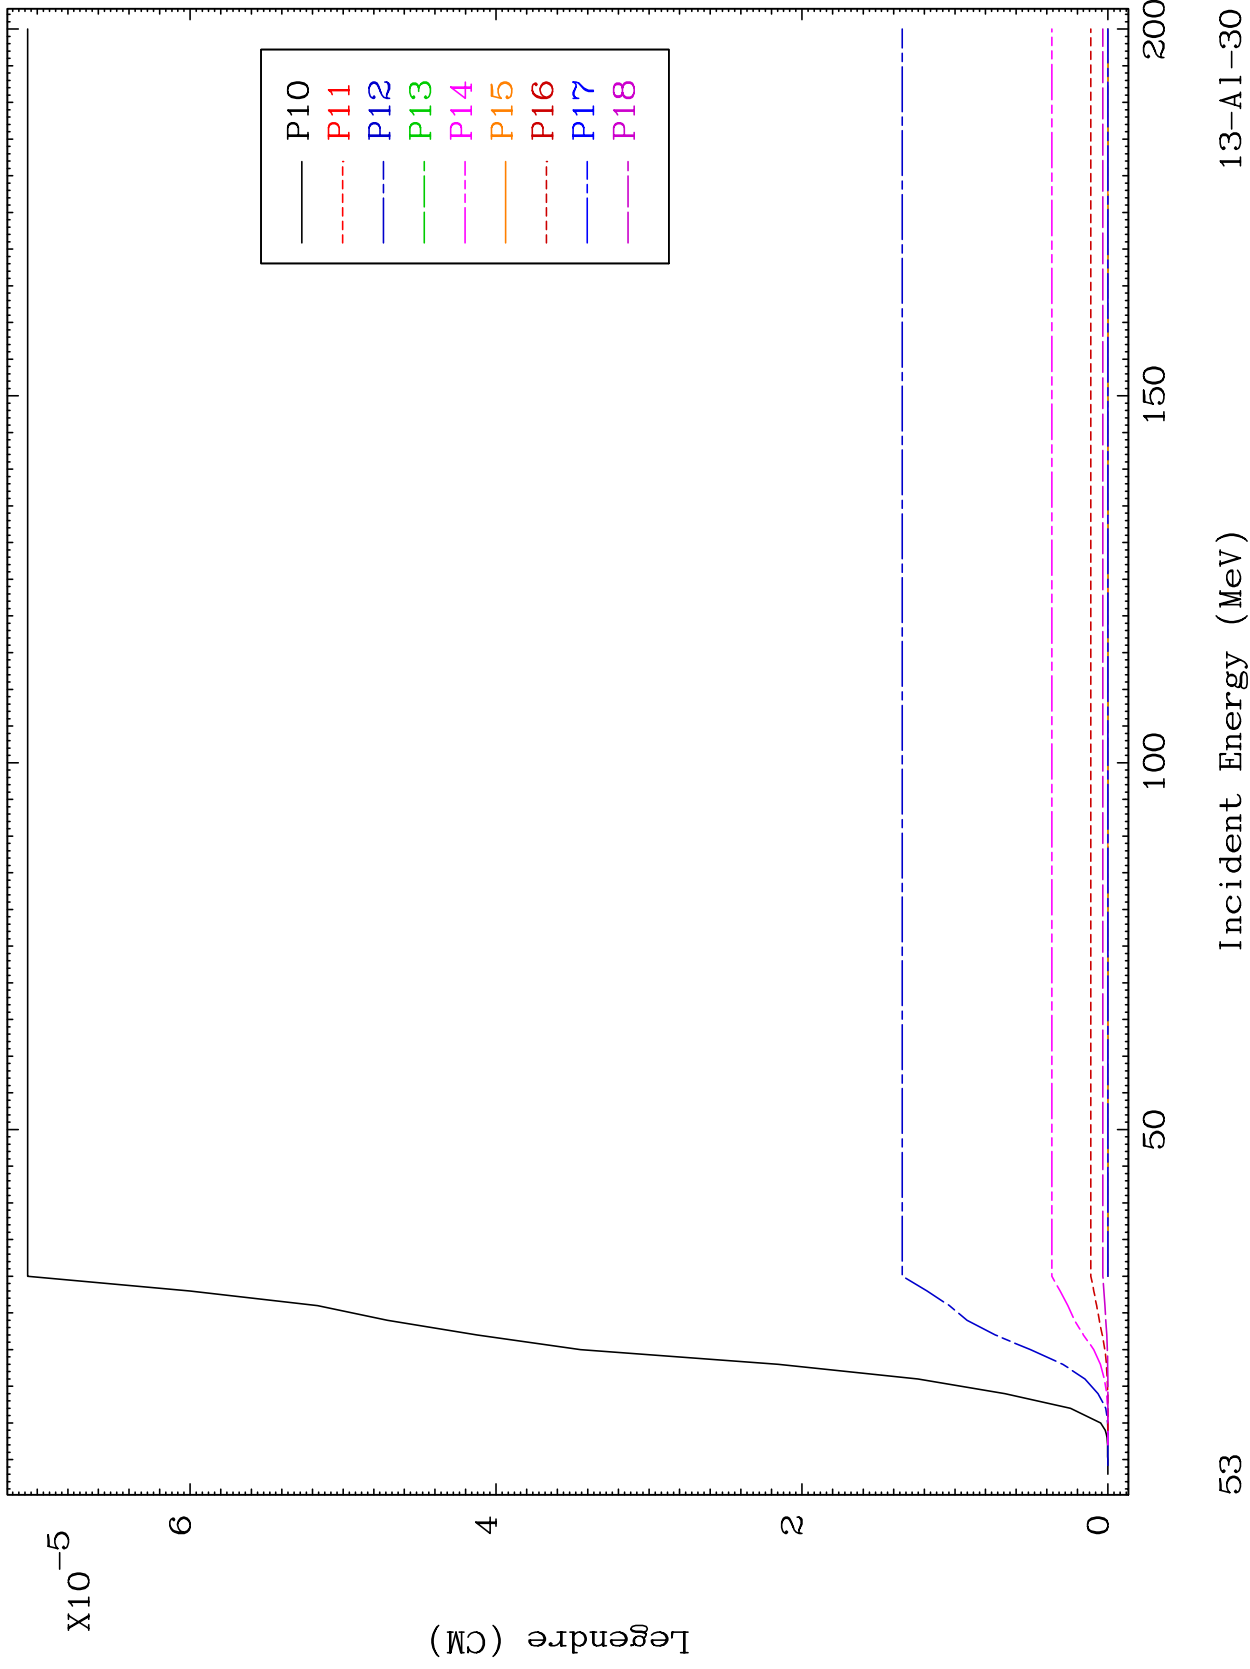 X10
-5
6
4
2
0
Legendre (CM)
P10
P11
P12
P13
P14
P15
P16
P17
P18
50
100
150
200
Incident Energy (MeV)
53
13-Al-30